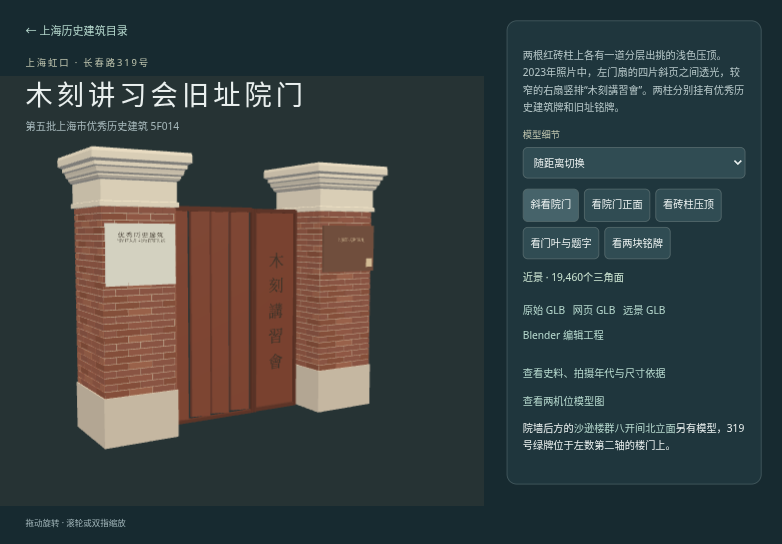 ← 上海历史建筑目录
上海虹口 · 长春路319号
木刻讲习会旧址院门
第五批上海市优秀历史建筑 5F014
优秀历史建筑
木刻講習會
拖动旋转 · 滚轮或双指缩放
两根红砖柱上各有一道分层出挑的浅色压顶。
2023年照片中，左门扇的四片斜页之间透光，较
窄的右扇竖排“木刻講習會”。两柱分别挂有优秀历
史建筑牌和旧址铭牌。
模型细节
随距离切换
斜看院门
看院门正面
看砖柱压顶
看门叶与题字
看两块铭牌
近景 · 19,460个三角面
原始 GLB 网页 GLB 远景 GLB
Blender 编辑工程
查看史料、拍摄年代与尺寸依据
查看两机位模型图
院墙后方的沙逊楼群八开间北立面另有模型，319
号绿牌位于左数第二轴的楼门上。